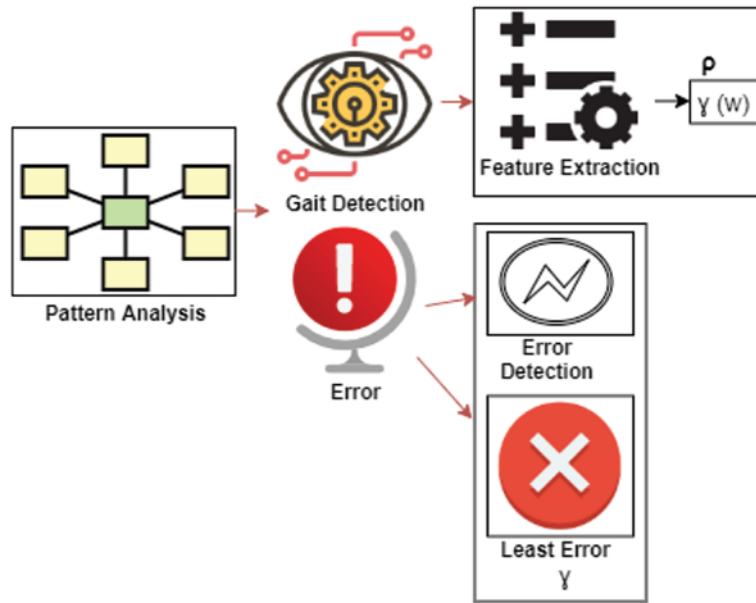 ρ
ɣ (w)
Feature Extraction
Gait Detection
Pattern Analysis
Error
Error
Detection
Least Error
ɣ